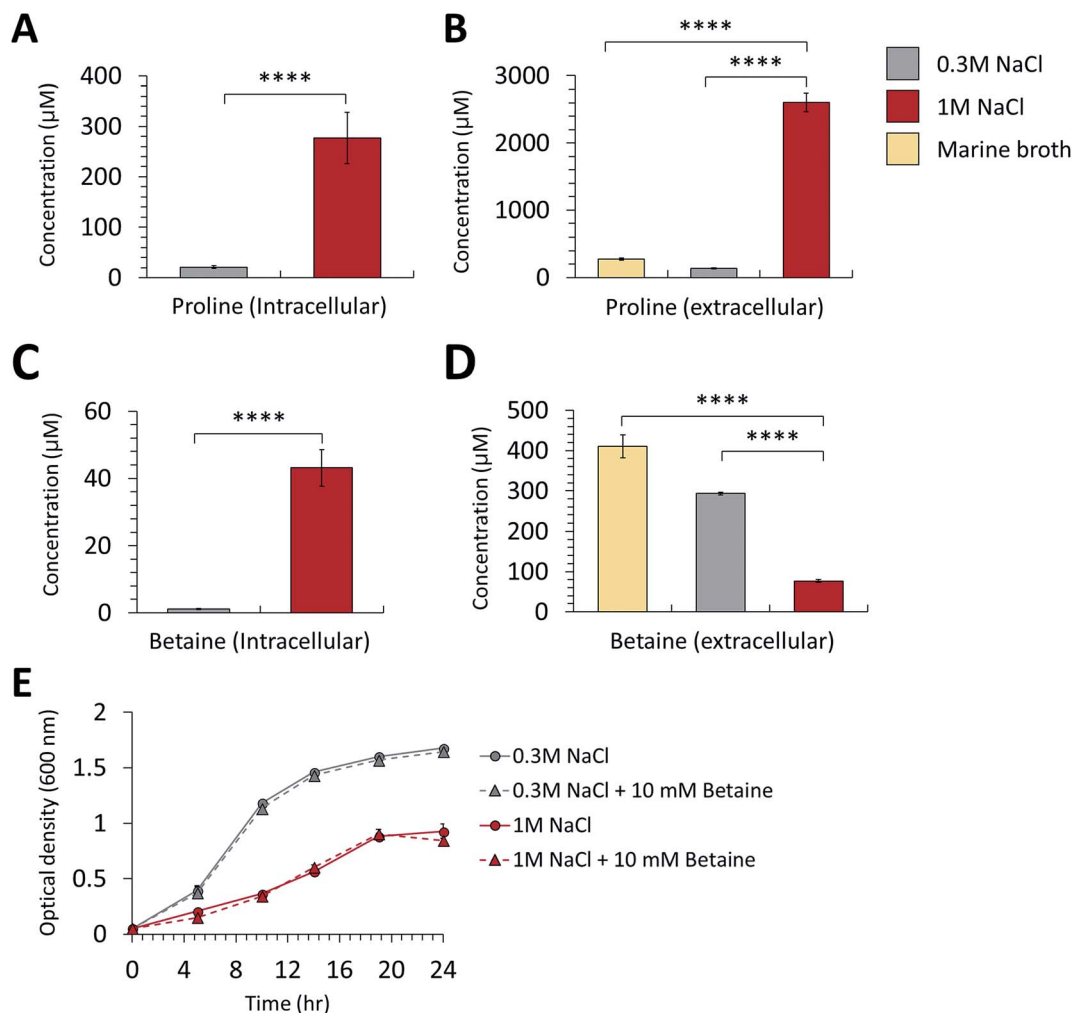 A
Concentration (µM)
400
300
200
100
0
****
Proline (Intracellular)
B
Concentration (µM)
3000
2000
1000
0
****
****
Proline (extracellular)
0.3M NaCl
1M NaCl
Marine broth
C
Concentration (µM)
60
40
20
0
****
Betaine (Intracellular)
D
Concentration (µM)
500
400
300
200
100
0
****
****
Betaine (extracellular)
E
Optical density (600 nm)
2
1.5
1
0.5
0
0 4 8 12 16 20 24
Time (hr)
0.3M NaCl
0.3M NaCl + 10 mM Betaine
1M NaCl
1M NaCl + 10 mM Betaine